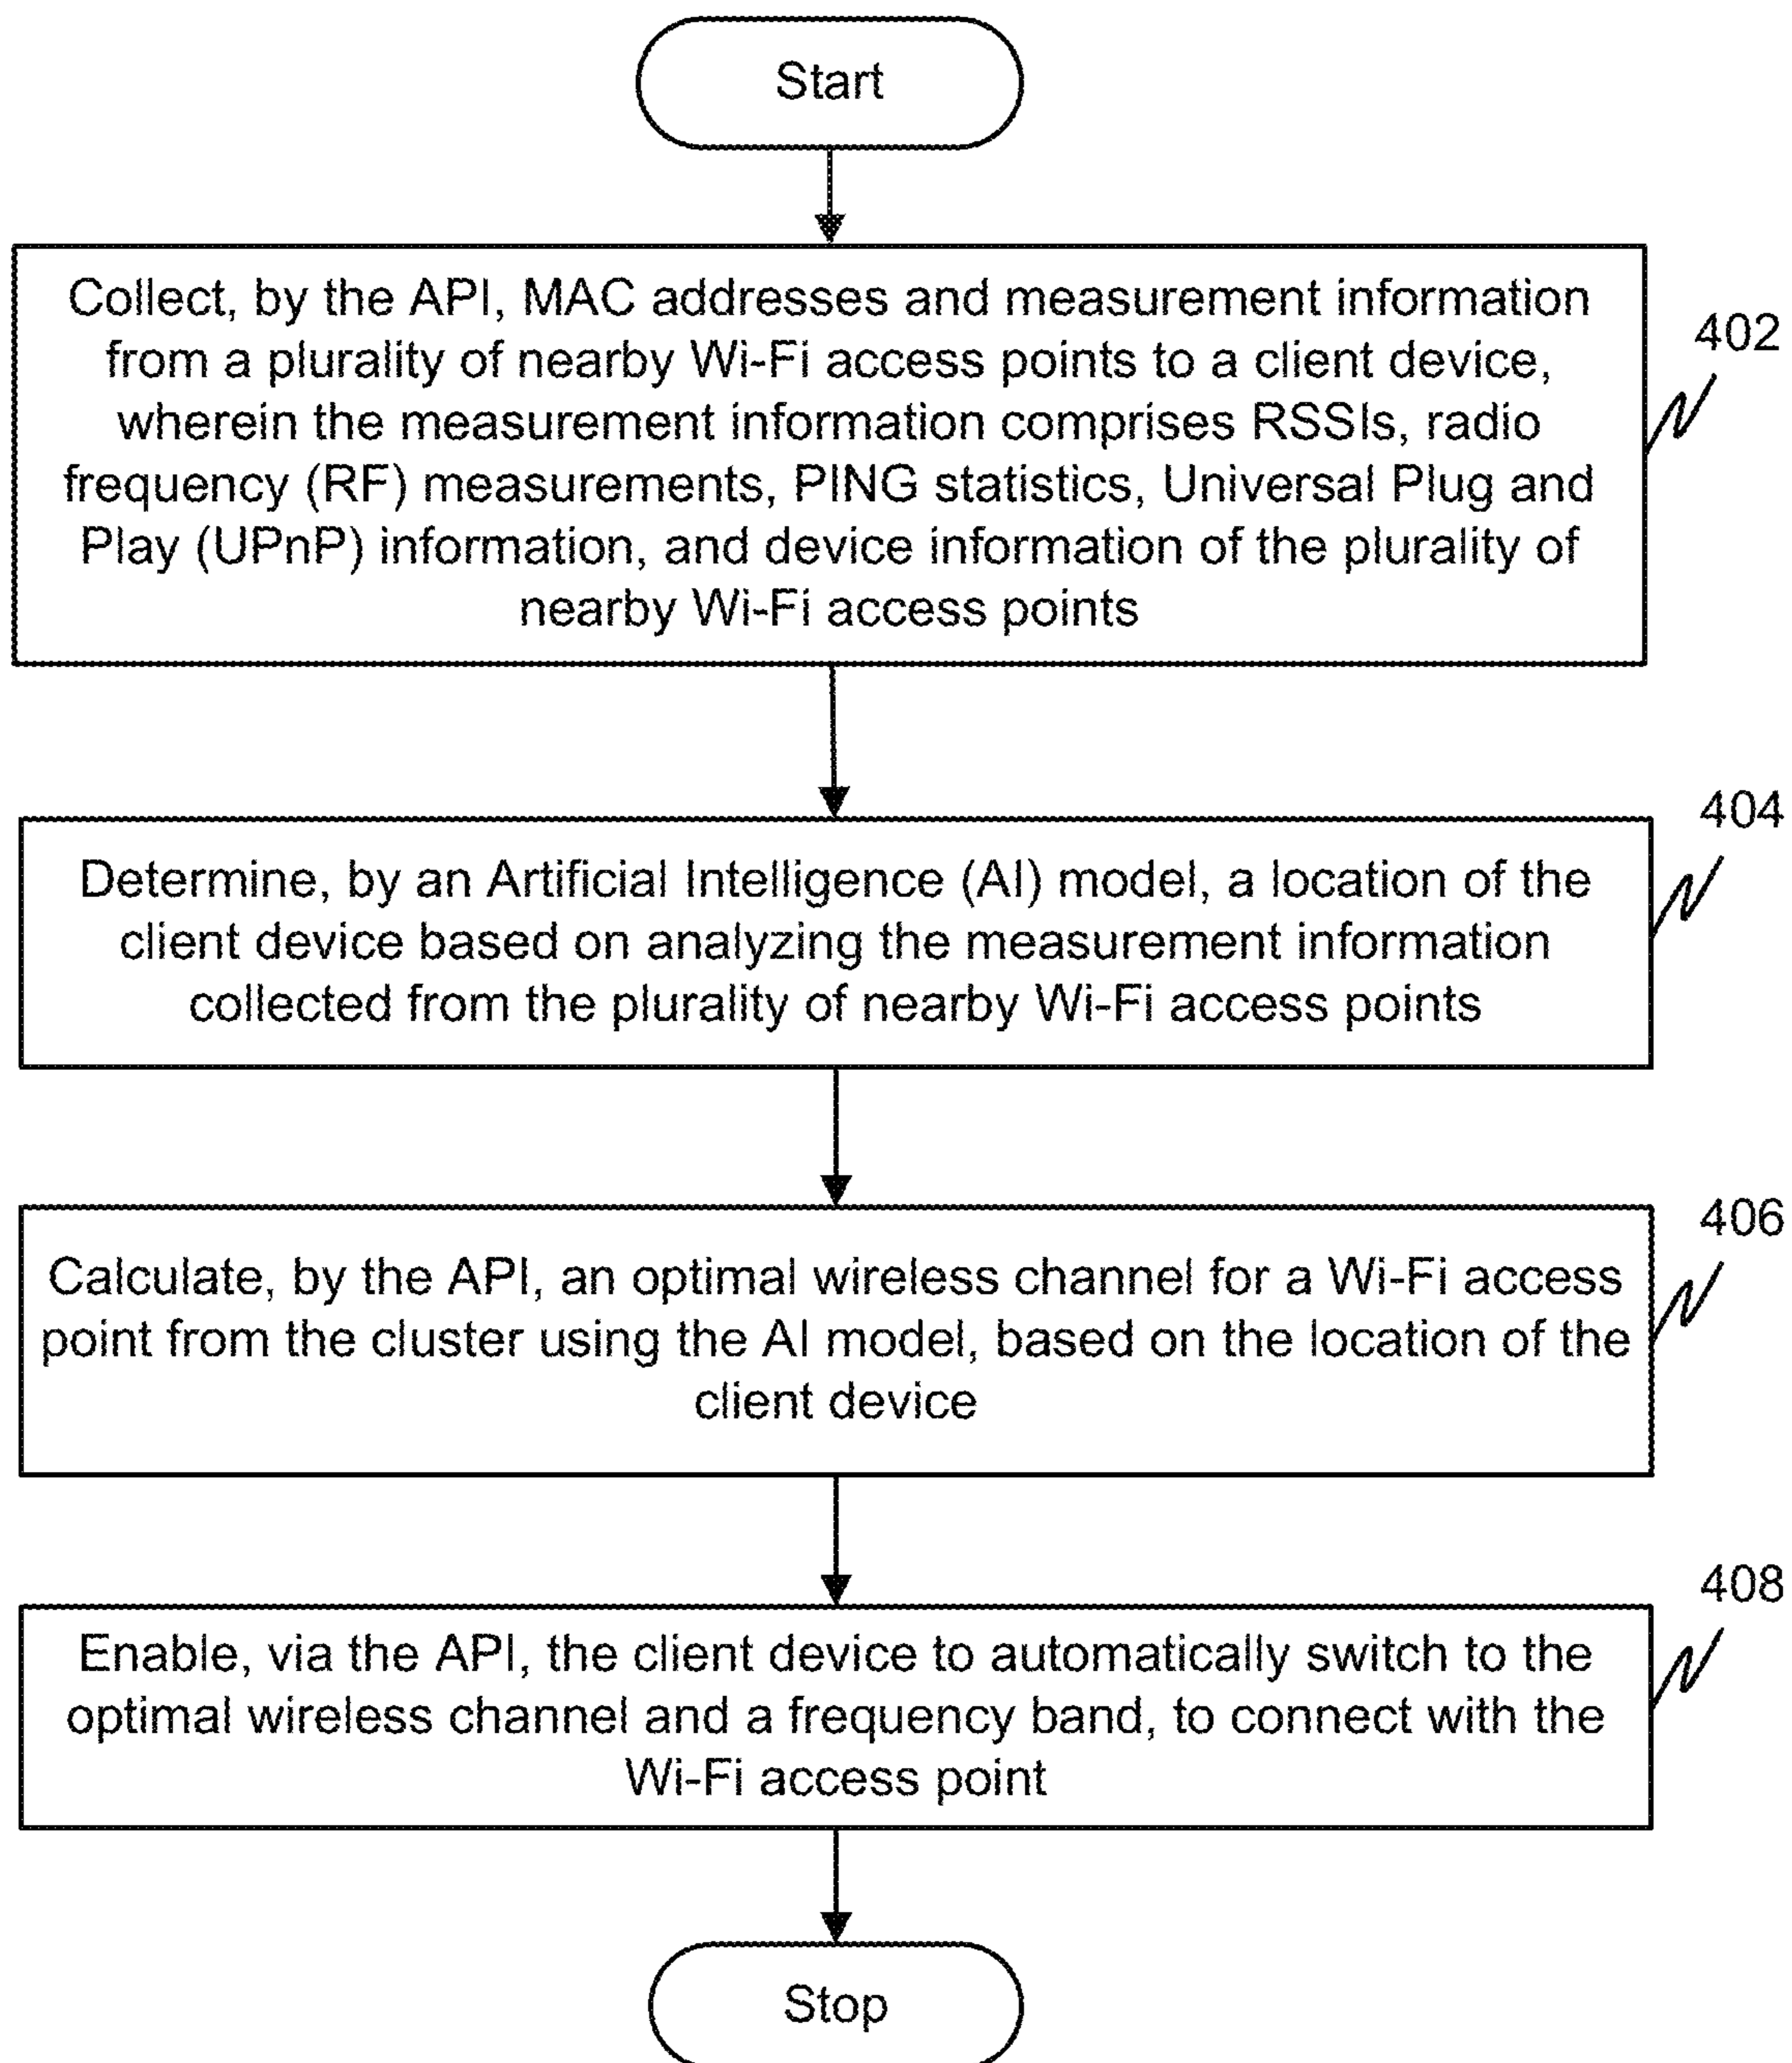 Start
Collect, by the API, MAC addresses and measurement information
from a plurality of nearby Wi-Fi access points to a client device,
wherein the measurement information comprises RSSIs, radio
frequency (RF) measurements, PING statistics, Universal Plug and
Play (UPnP) information, and device information of the plurality of
nearby Wi-Fi access points
402
Determine, by an Artificial Intelligence (AI) model, a location of the
client device based on analyzing the measurement information
collected from the plurality of nearby Wi-Fi access points
404
Calculate, by the API, an optimal wireless channel for a Wi-Fi access
point from the cluster using the AI model, based on the location of the
client device
406
Enable, via the API, the client device to automatically switch to the
optimal wireless channel and a frequency band, to connect with the
Wi-Fi access point
408
Stop